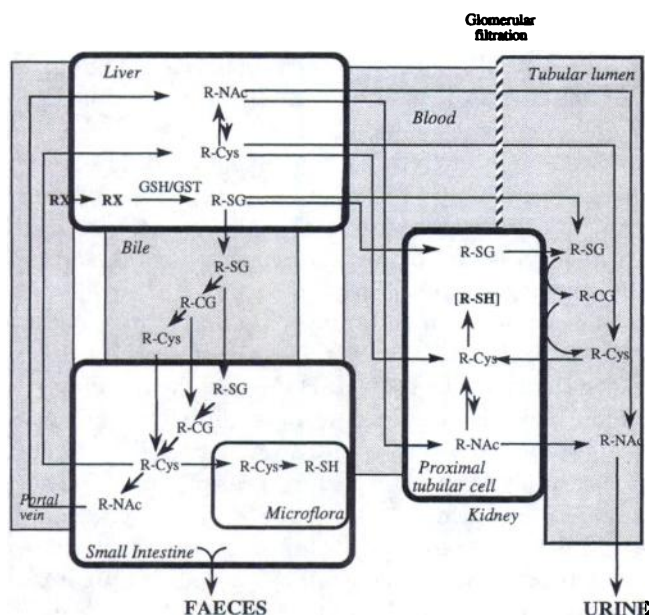 Glomerular
filtration
Liver
Tubular lumen
R-NAc
Blood
R-Cys
GSH/GST
RX RX R-SG
Bile
R-SG
R-SG
R-SG
R-CG
[R-SH]
R-CG
R-Cys
R-Cys
R-Cys
R-SG
R-CG
R-NAc
R-NAc
R-Cys
R-Cys
R-SH
Proximal
tubular cell
Portal
vein
R-NAc
Microflora
Kidney
Small Intestine
FAECES
URINE